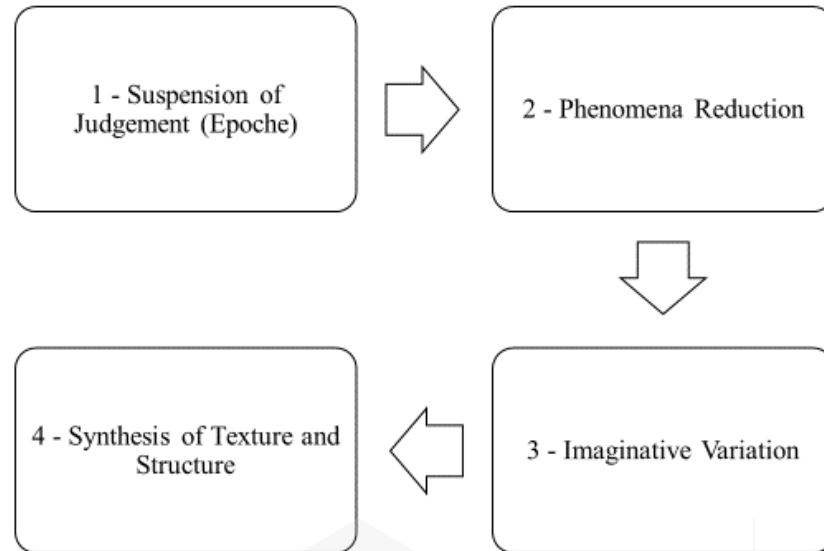 1 - Suspension of
Judgement (Epoche)
2 - Phenomena Reduction
3 - Imaginative Variation
4 - Synthesis of Texture and
Structure